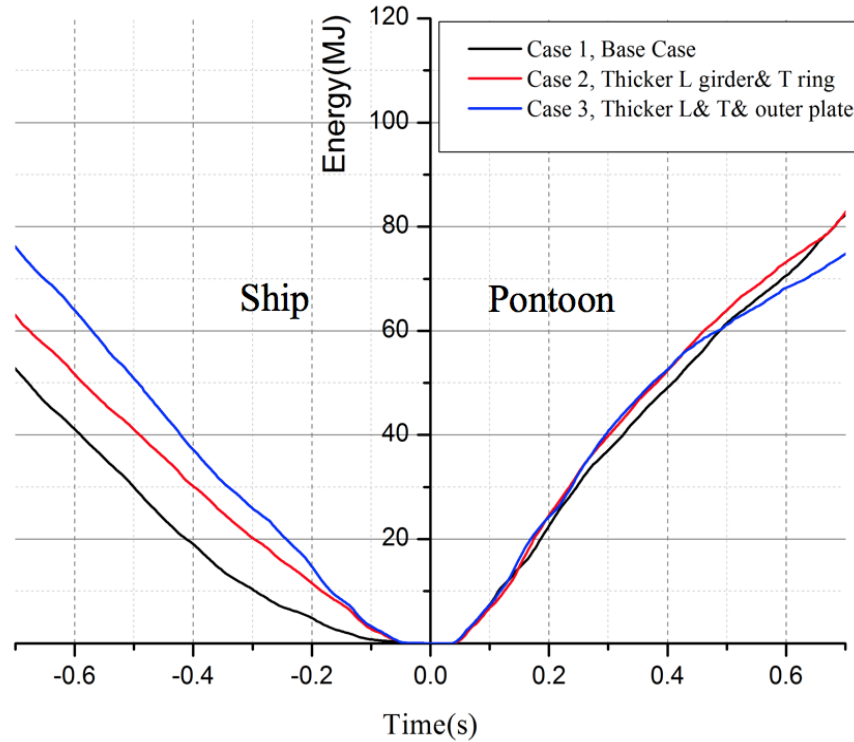 120
100
80
60
40
20
Energy(MJ)
Case 1, Base Case
Case 2, Thicker L girder& T ring
Case 3, Thicker L& T& outer plate
Ship
Pontoon
-0.6
-0.4
-0.2
0.0
0.2
0.4
0.6
Time(s)